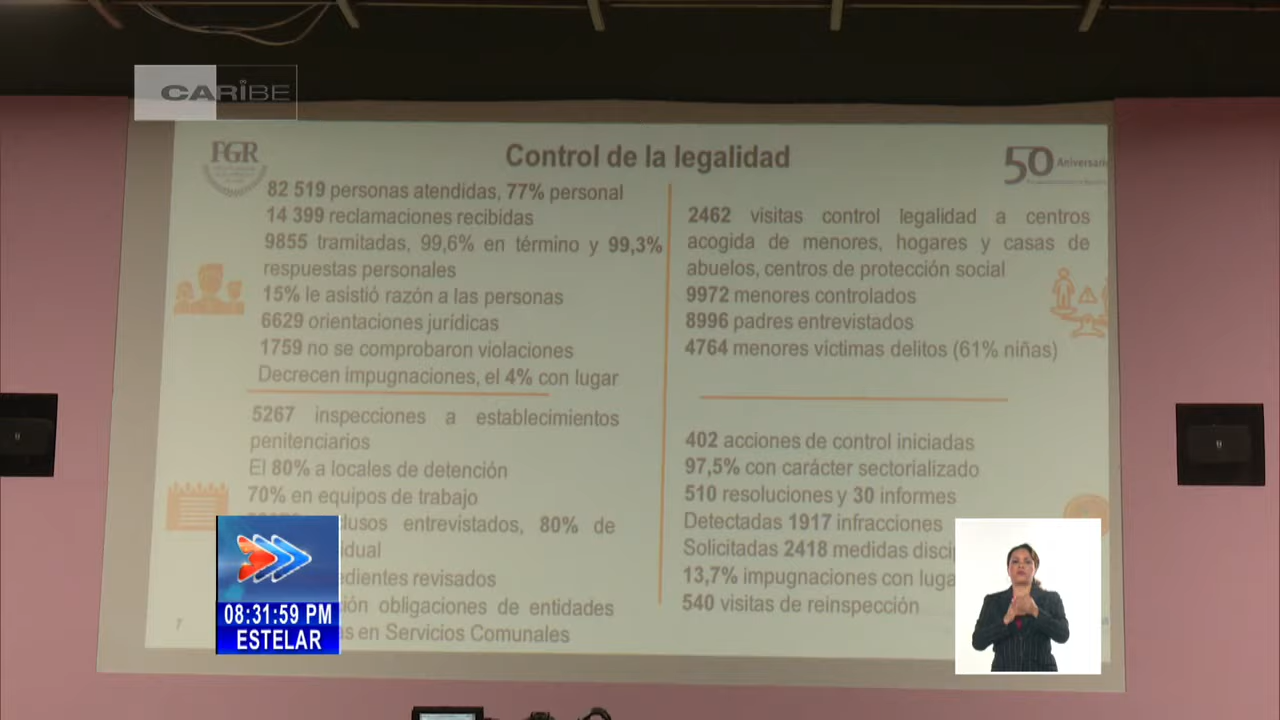 CARIBE
PGR
Control de la legalidad
50 Aniversario
82 519 personas atendidas, 77% personal
14 399 reclamaciones recibidas
9855 tramitadas, 99,6% en término y 99,3%
respuestas personales
15% le asistió razón a las personas
6629 orientaciones jurídicas
1759 no se comprobaron violaciones
Decrecen impugnaciones, el 4% con lugar
2462 visitas control legalidad a centros
acogida de menores, hogares y casas de
abuelos, centros de protección social
9972 menores controlados
8996 padres entrevistados
4764 menores víctimas delitos (61% niñas)
5267 inspecciones a establecimientos
penitenciarios
El 80% a locales de detención
70% en equipos de trabajo
entrevistados, 80% de
revisados
obligaciones de entidades
en Servicios Comunales
402 acciones de control iniciadas
97,5% con carácter sectorializado
510 resoluciones y 30 informes
Detectadas 1917 infracciones
Solicitadas 2418 medidas
13,7% impugnaciones con
540 visitas de reinspección
7
08:31:59 PM
ESTELAR